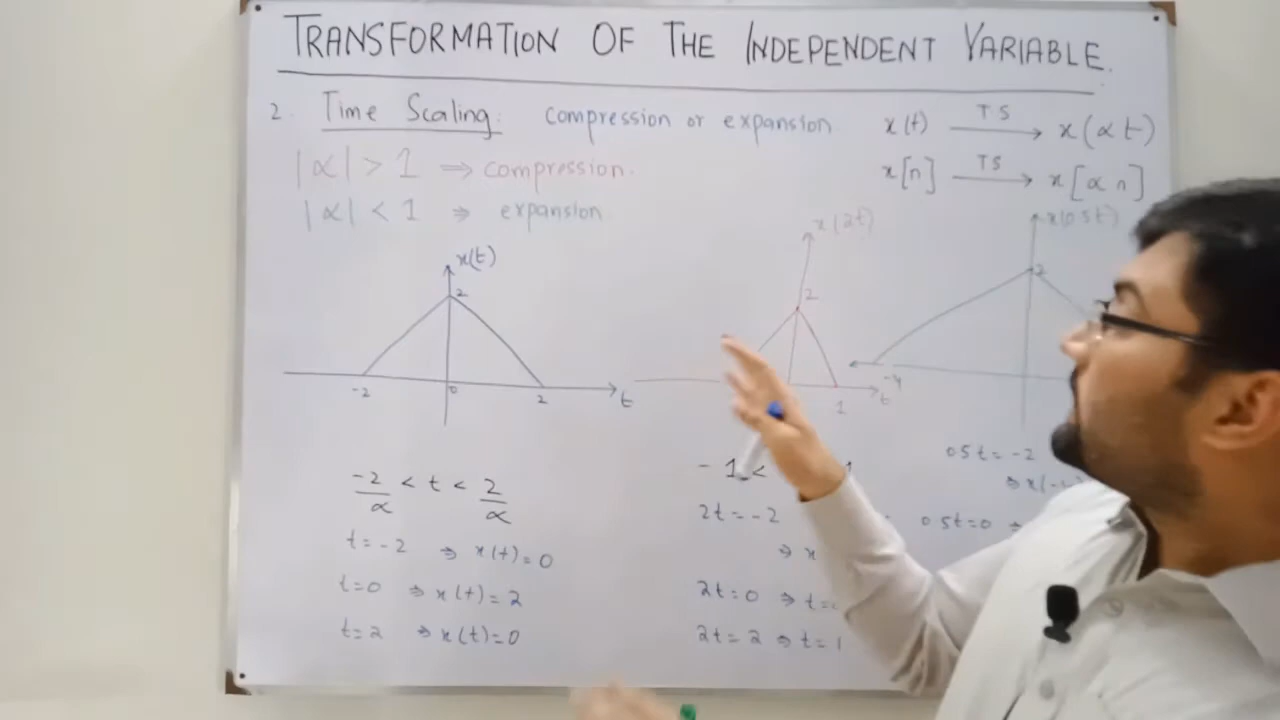 TRANSFORMATION OF THE INDEPENDENT VARIABLE.
2. Time Scaling: compression or expansion
x(t) TS → x(αt)
|α| > 1 ⇒ compression.
x[n] TS → x[αn]
|α| < 1 ⇒ expansion
x(t)
2
-2
0
2
t
x(2t)
2
1
t
x(0.5t)
2
-4
-2/α < t < 2/α
t=-2 ⇒ x(t)=0
t=0 ⇒ x(t)=2
t=2 ⇒ x(t)=0
- 1 < 1
2t=-2
⇒ x
2t=0 ⇒ t=
2t=2 ⇒ t=1
0.5t=-2
⇒ x(-
0.5t=0 ⇒